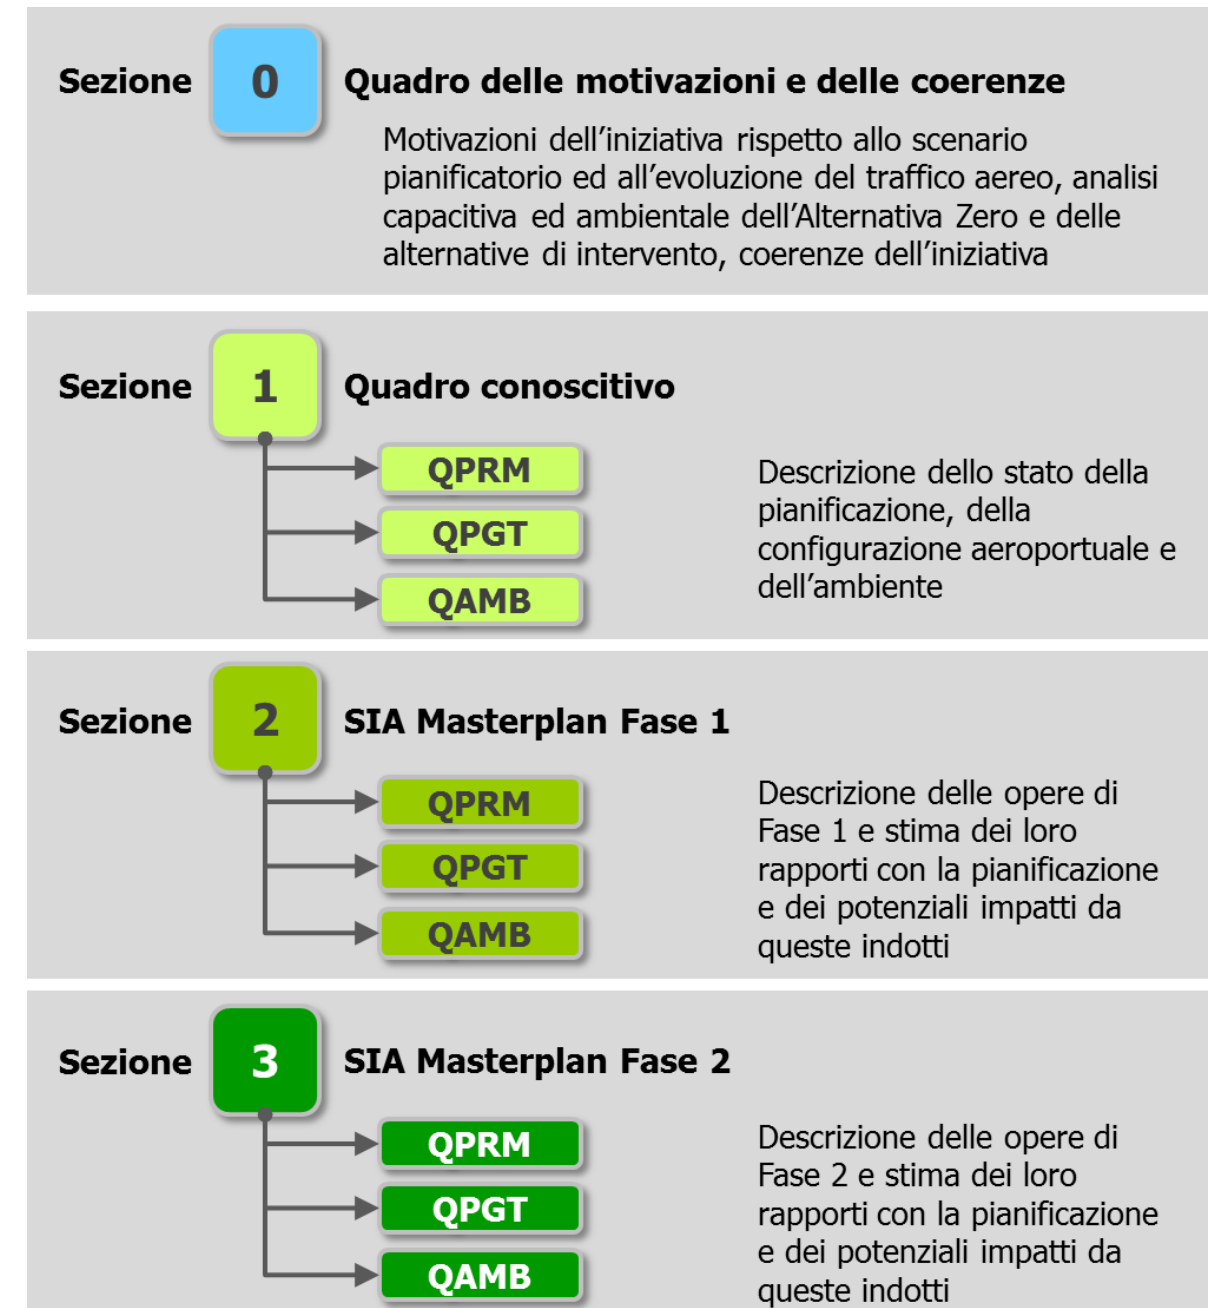 Sezione 0 Quadro delle motivazioni e delle coerenze
Motivazioni dell’iniziativa rispetto allo scenario
pianificatorio ed all’evoluzione del traffico aereo, analisi
capacitiva ed ambientale dell’Alternativa Zero e delle
alternative di intervento, coerenze dell’iniziativa
Sezione 1 Quadro conoscitivo
QPRM
QPGT
QAMB
Descrizione dello stato della
pianificazione, della
configurazione aeroportuale e
dell’ambiente
Sezione 2 SIA Masterplan Fase 1
QPRM
QPGT
QAMB
Descrizione delle opere di
Fase 1 e stima dei loro
rapporti con la pianificazione
e dei potenziali impatti da
queste indotti
Sezione 3 SIA Masterplan Fase 2
QPRM
QPGT
QAMB
Descrizione delle opere di
Fase 2 e stima dei loro
rapporti con la pianificazione
e dei potenziali impatti da
queste indotti